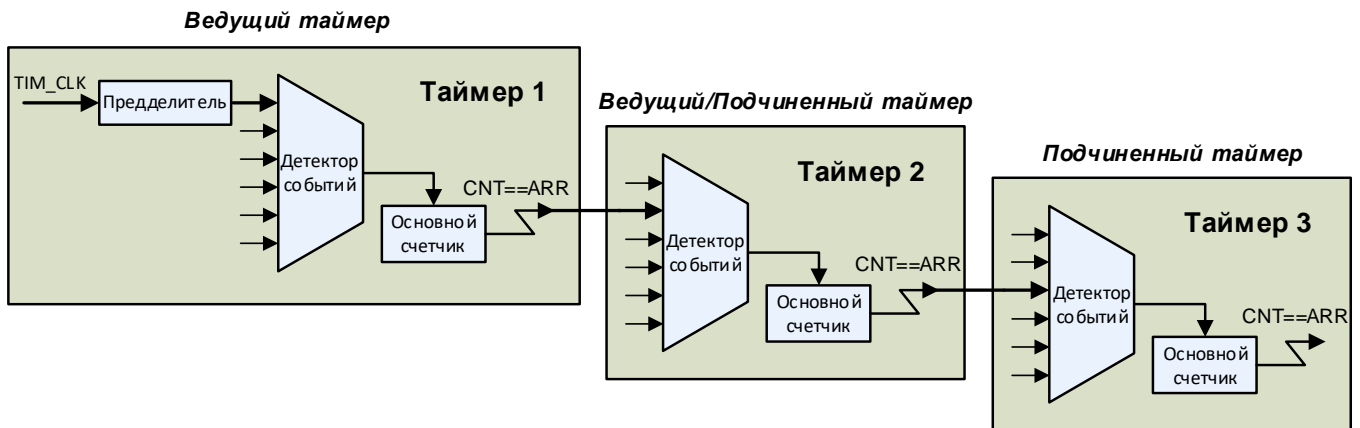 Ведущий таймер
TIM_CLK
Предделитель
Таймер 1
Детектор
событий
CNT==ARR
Основной
счетчик
Ведущий/Подчиненный таймер
Таймер 2
Детектор
событий
CNT==ARR
Основной
счетчик
Подчиненный таймер
Таймер 3
Детектор
событий
CNT==ARR
Основной
счетчик